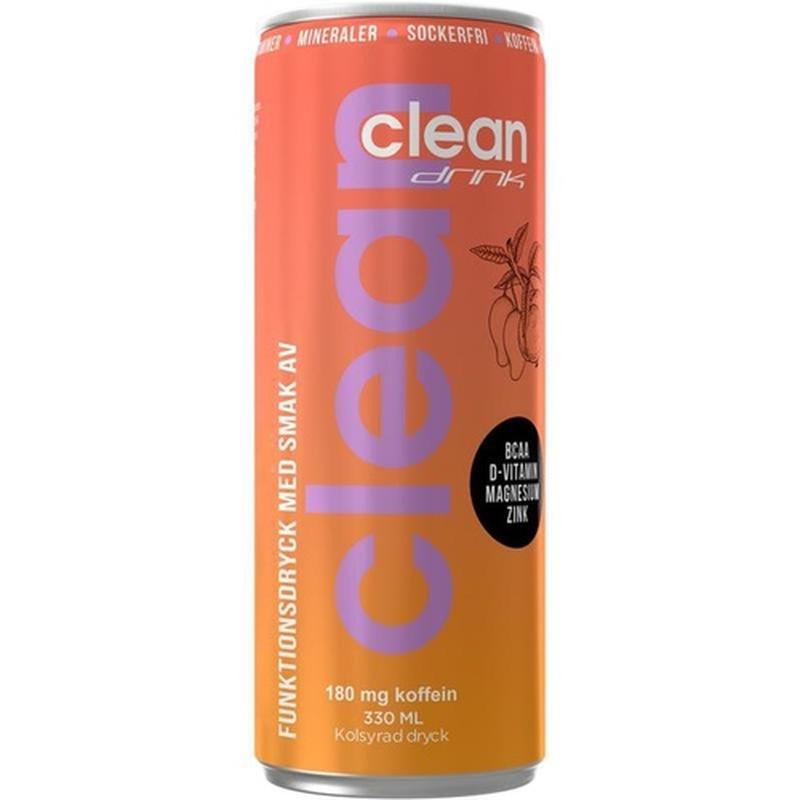 MINERALER • SOCKERFRI •
clean
drink
clean
FUNKTIONSDRYCK MED SMAK AV
BCAA
D-VITAMIN
MAGNESIUM
ZINK
180 mg koffein
330 ML
Kolsyrad dryck